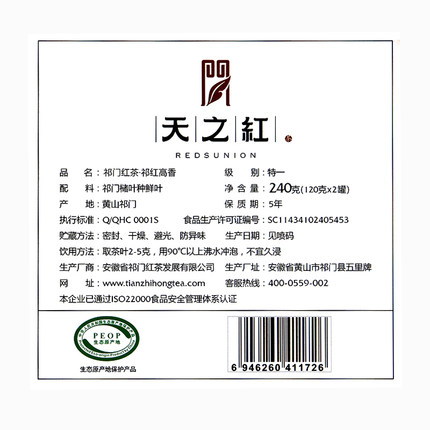 天之紅
REDSUNION
品 名：祁门红茶·祁红高香 级 别：特一
配 料：祁门槠叶种鲜叶 净 含 量：240克(120克x2罐)
产 地：黄山祁门 保 质 期：5年
执行标准：Q/QHC 0001S 食品生产许可证编号：SC11434102405453
贮藏方法：密封、干燥、避光、防异味 生产日期：见喷码
饮用方法：取茶叶2-5克，用90℃以上沸水冲泡，不宜久浸
生产厂商：安徽省祁门红茶发展有限公司 生产厂址：安徽省黄山市祁门县五里牌
网 址：www.tianzhihongtea.com 客服热线：400-0559-002
本企业已通过ISO22000食品安全管理体系认证
PEOP
生态原产地
生态原产地保护产品
6 946260 411726